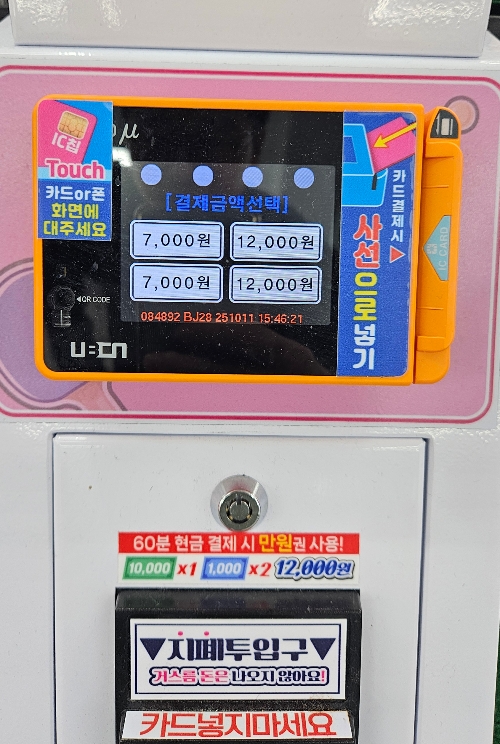 IC칩
Touch
카드or폰
화면에
대주세요
μ
[결제금액선택]
7,000원 12,000원
7,000원 12,000원
084892 BJ28 251011 15:46:21
◀QR CODE
카드결제시▶
사선으로넣기
IC CARD
60분 현금 결제 시 만원권 사용!
10,000 x1 1,000 x2 12,000원
▼지폐투입구▼
거스름 돈은 나오지 않아요!
카드넣지마세요